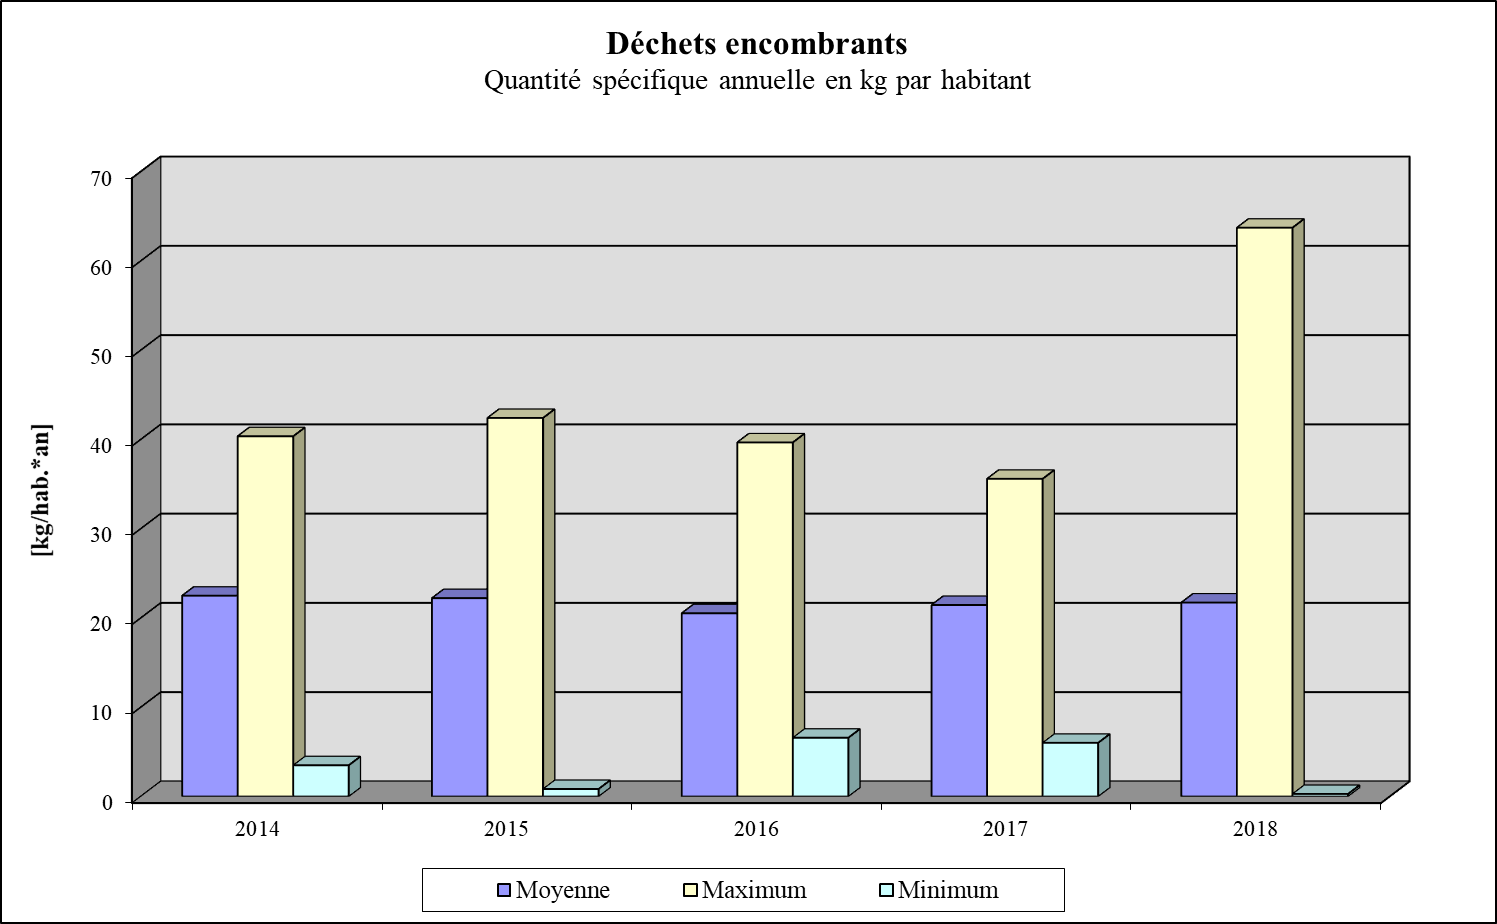 Déchets encombrants
Quantité spécifique annuelle en kg par habitant
70
60
50
40
30
20
10
0
[kg/hab.*an]
2014 2015 2016 2017 2018
Moyenne Maximum Minimum